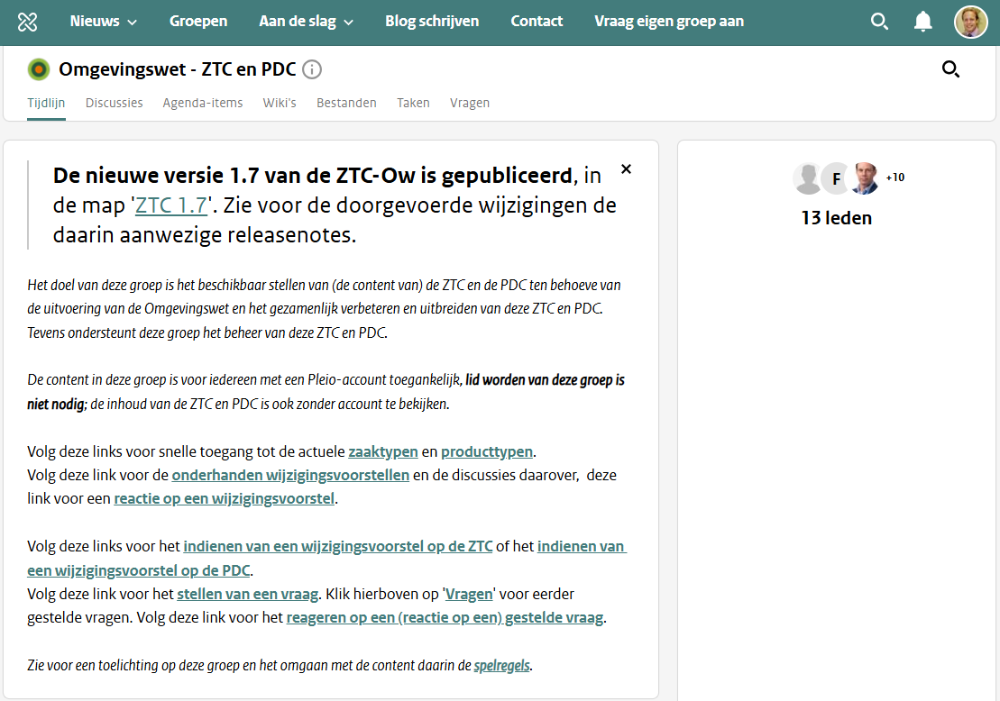 Nieuws Groepen Aan de slag Blog schrijven Contact Vraag eigen groep aan
Omgevingswet - ZTC en PDC
Tijdlijn Discussies Agenda-items Wiki's Bestanden Taken Vragen
De nieuwe versie 1.7 van de ZTC-Ow is gepubliceerd, in
de map 'ZTC 1.7'. Zie voor de doorgevoerde wijzigingen de
daarin aanwezige releasenotes.
Het doel van deze groep is het beschikbaar stellen van (de content van) de ZTC en de PDC ten behoeve van
de uitvoering van de Omgevingswet en het gezamenlijk verbeteren en uitbreiden van deze ZTC en PDC.
Tevens ondersteunt deze groep het beheer van deze ZTC en PDC.
De content in deze groep is voor iedereen met een Pleio-account toegankelijk, lid worden van deze groep is
niet nodig; de inhoud van de ZTC en PDC is ook zonder account te bekijken.
Volg deze links voor snelle toegang tot de actuele zaaktypen en producttypen.
Volg deze link voor de onderhanden wijzigingsvoorstellen en de discussies daarover, deze
link voor een reactie op een wijzigingsvoorstel.
Volg deze links voor het indienen van een wijzigingsvoorstel op de ZTC of het indienen van
een wijzigingsvoorstel op de PDC.
Volg deze link voor het stellen van een vraag. Klik hierboven op 'Vragen' voor eerder
gestelde vragen. Volg deze link voor het reageren op een (reactie op een) gestelde vraag.
Zie voor een toelichting op deze groep en het omgaan met de content daarin de spelregels.
F +10
13 leden